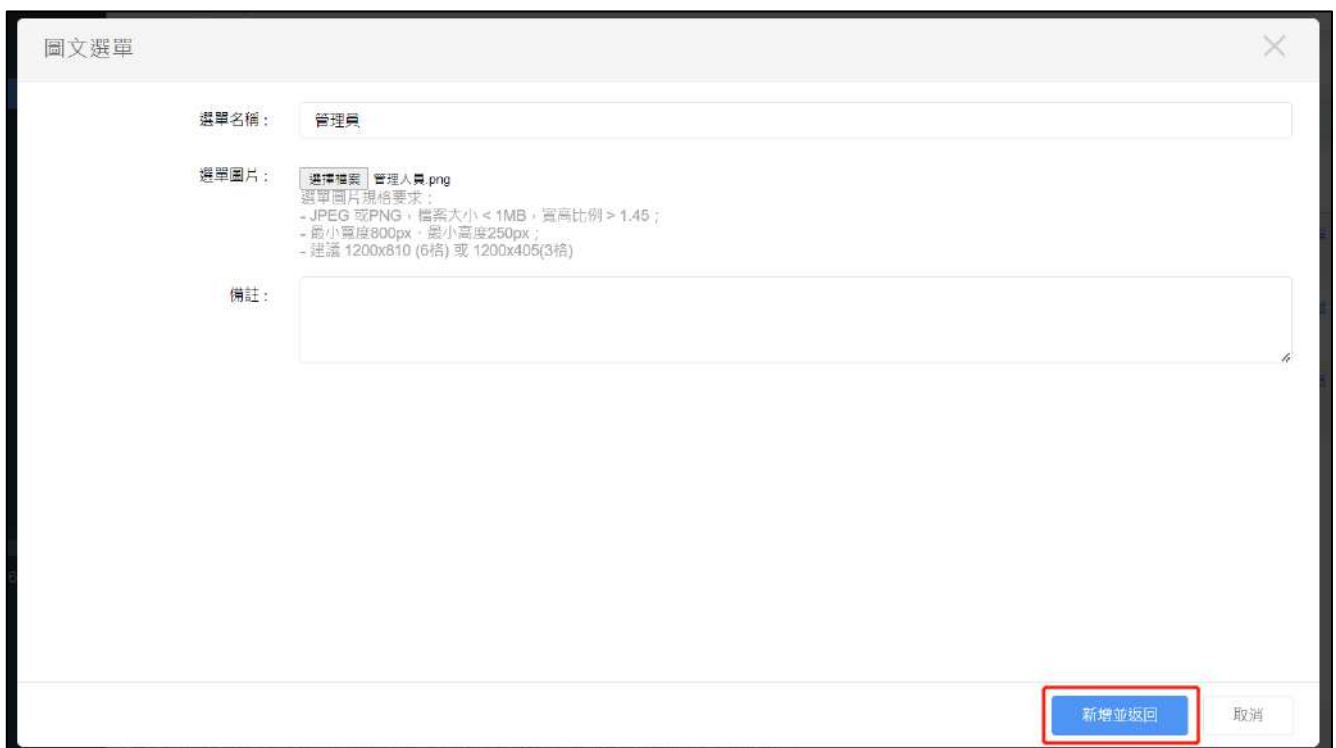 圖文選單
選單名稱：
管理員
選單圖片：
選擇檔案 管理人員.png
選單圖片規格要求：
- JPEG 或PNG，檔案大小 < 1MB，寬高比例 > 1.45；
- 最小寬度800px，最小高度250px；
- 建議 1200x810 (6格) 或 1200x405(3格)
備註：
新增並返回
取消